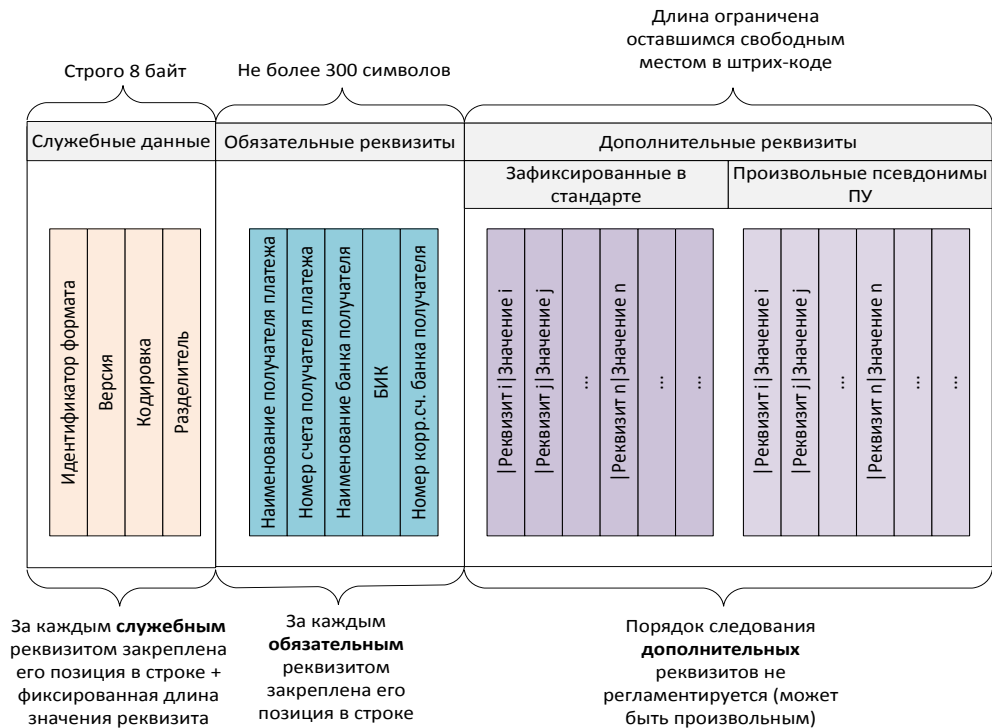 Строго 8 байт
Не более 300 символов
Длина ограничена
оставшимся свободным
местом в штрих-коде
Служебные данные
Обязательные реквизиты
Дополнительные реквизиты
Зафиксированные в
стандарте
Произвольные псевдонимы
ПУ
Идентификатор формата
Версия
Кодировка
Разделитель
Наименование получателя платежа
Номер счета получателя платежа
Наименование банка получателя
БИК
Номер корр.сч. банка получателя
|Реквизит i|Значение i
|Реквизит j|Значение j
...
|Реквизит n|Значение n
...
...
|Реквизит i|Значение i
|Реквизит j|Значение j
...
|Реквизит n|Значение n
...
...
За каждым служебным
реквизитом закреплена
его позиция в строке +
фиксированная длина
значения реквизита
За каждым
обязательным
реквизитом
закреплена его
позиция в строке
Порядок следования
дополнительных
реквизитов не
регламентируется (может
быть произвольным)